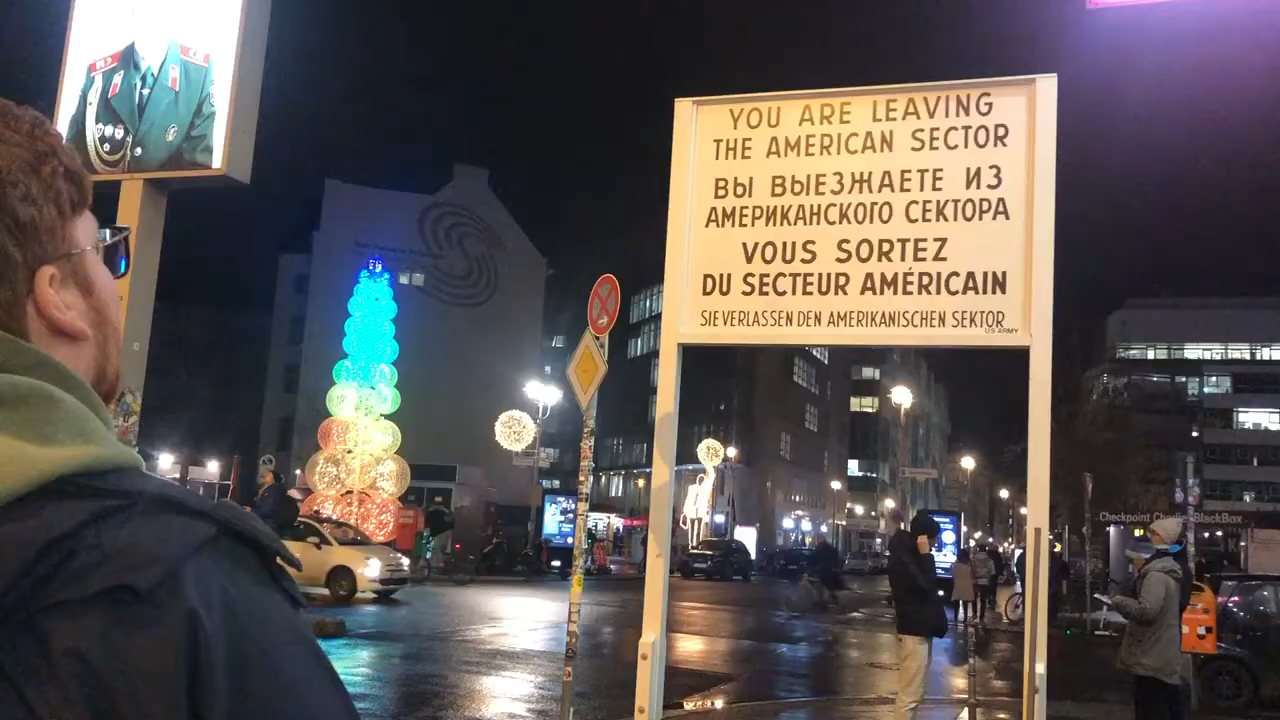 YOU ARE LEAVING
THE AMERICAN SECTOR
ВЫ ВЫЕЗЖАЕТЕ ИЗ
АМЕРИКАНСКОГО СЕКТОРА
VOUS SORTEZ
DU SECTEUR AMÉRICAIN
SIE VERLASSEN DEN AMERIKANISCHEN SEKTOR
US ARMY
Checkpoint Charlie BlackBox